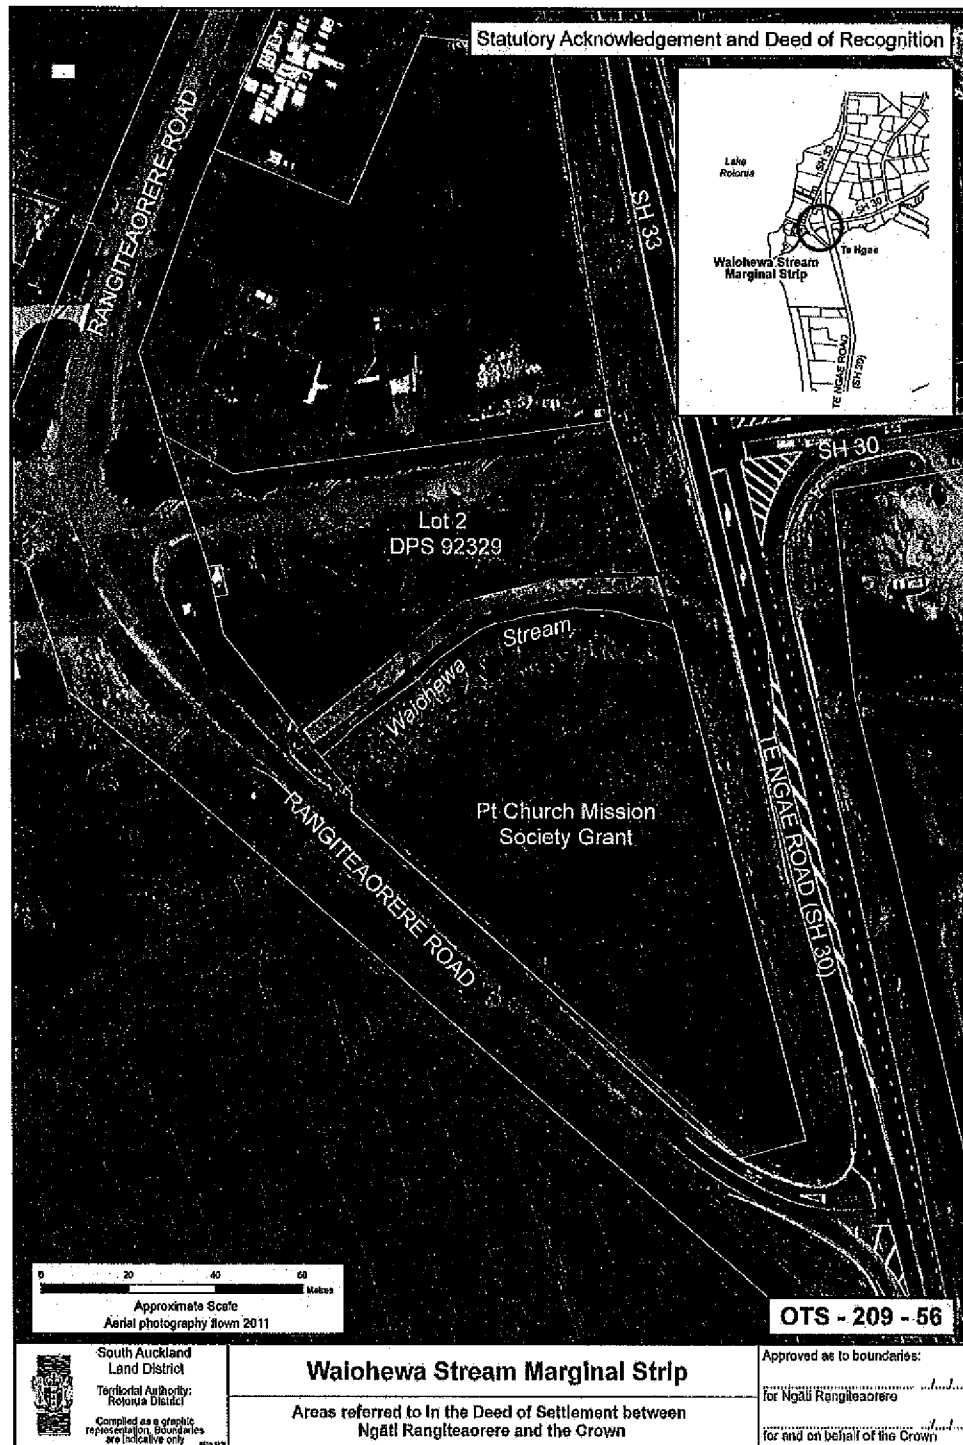 Statutory Acknowledgement and Deed of Recognition
RANGITEAORERE ROAD
SH 33
Lake
Rotorua
SH 33
SH 30
Te Ngae
Waiohewa Stream
Marginal Strip
TE NGAE ROAD
(SH 30)
SH 30
Lot 2
DPS 92329
Waiohewa Stream
Pt Church Mission
Society Grant
RANGITEAORERE ROAD
TE NGAE ROAD (SH 30)
0 20 40 60
Metres
Approximate Scale
Aerial photography flown 2011
OTS - 209 - 56
South Auckland
Land District
Territorial Authority:
Rotorua District
Compiled as a graphic
representation. Boundaries
are indicative only
Waiohewa Stream Marginal Strip
Areas referred to in the Deed of Settlement between
Ngāti Rangiteaorere and the Crown
Approved as to boundaries:
for Ngāti Rangiteaorere
for and on behalf of the Crown